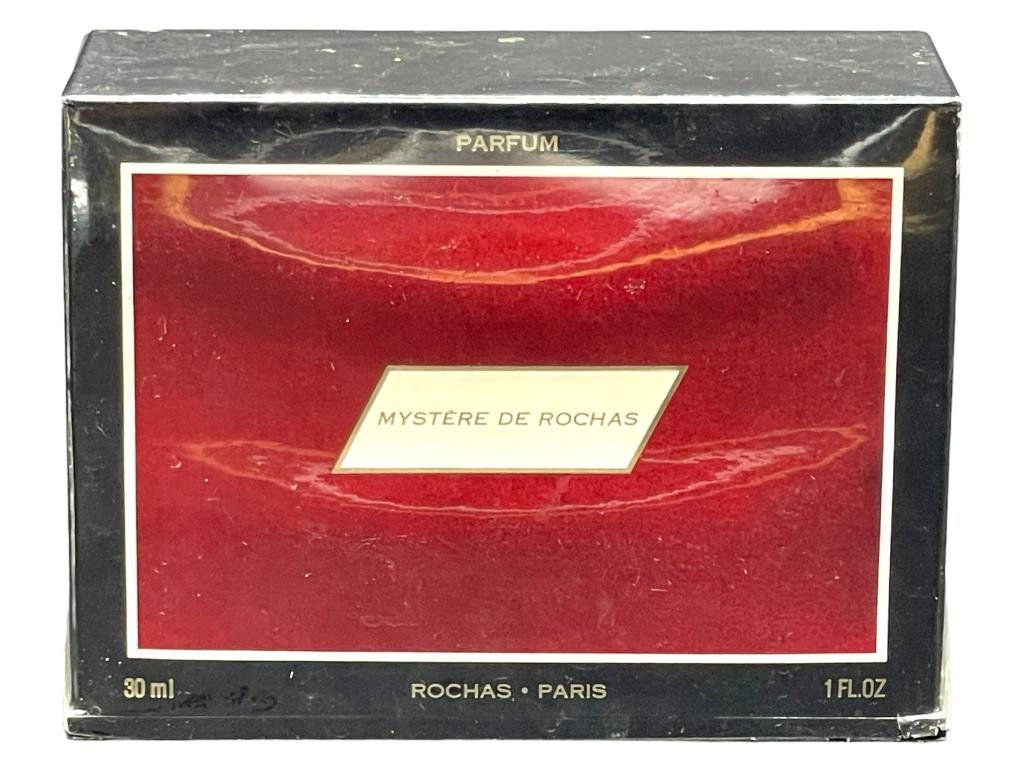 PARFUM
MYSTÈRE DE ROCHAS
30 ml
ROCHAS • PARIS
1 FL.OZ